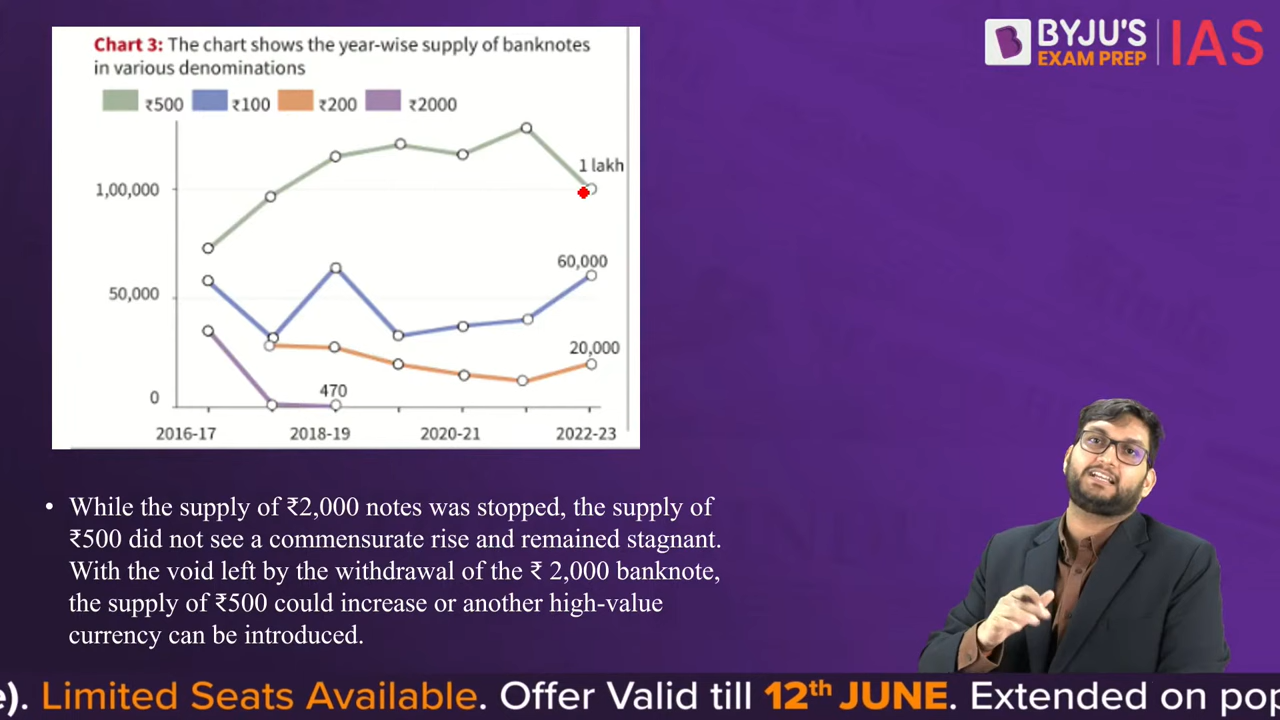 Chart 3: The chart shows the year-wise supply of banknotes
in various denominations
₹500 ₹100 ₹200 ₹2000
BYJU'S
EXAM PREP
IAS
1 lakh
1,00,000
60,000
50,000
20,000
470
0
2016-17 2018-19 2020-21 2022-23
• While the supply of ₹2,000 notes was stopped, the supply of
₹500 did not see a commensurate rise and remained stagnant.
With the void left by the withdrawal of the ₹ 2,000 banknote,
the supply of ₹500 could increase or another high-value
currency can be introduced.
e). Limited Seats Available. Offer Valid till 12th JUNE. Extended on pop